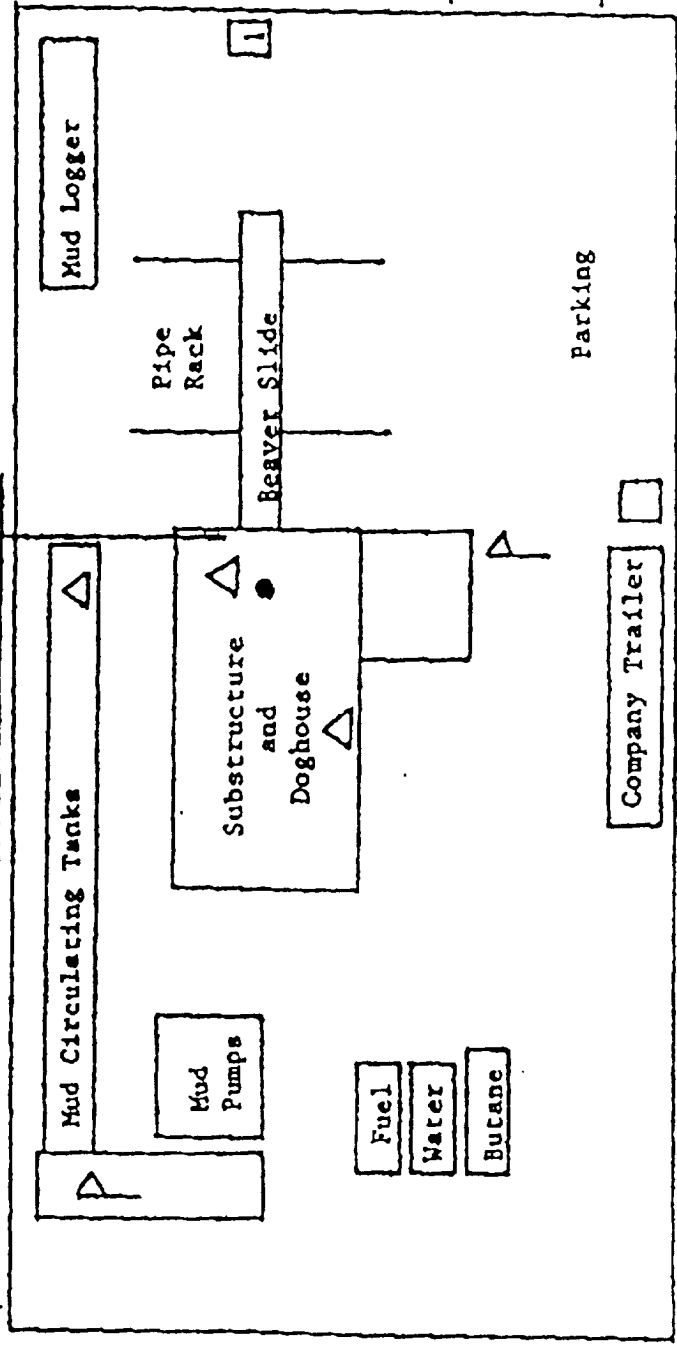 Mud Logger
1
Pipe
Rack
Beaver Slide
Parking
Mud Circulating Tanks
Substructure
and
Doghouse
Company Trailer
Mud
Pumps
Fuel
Water
Butane